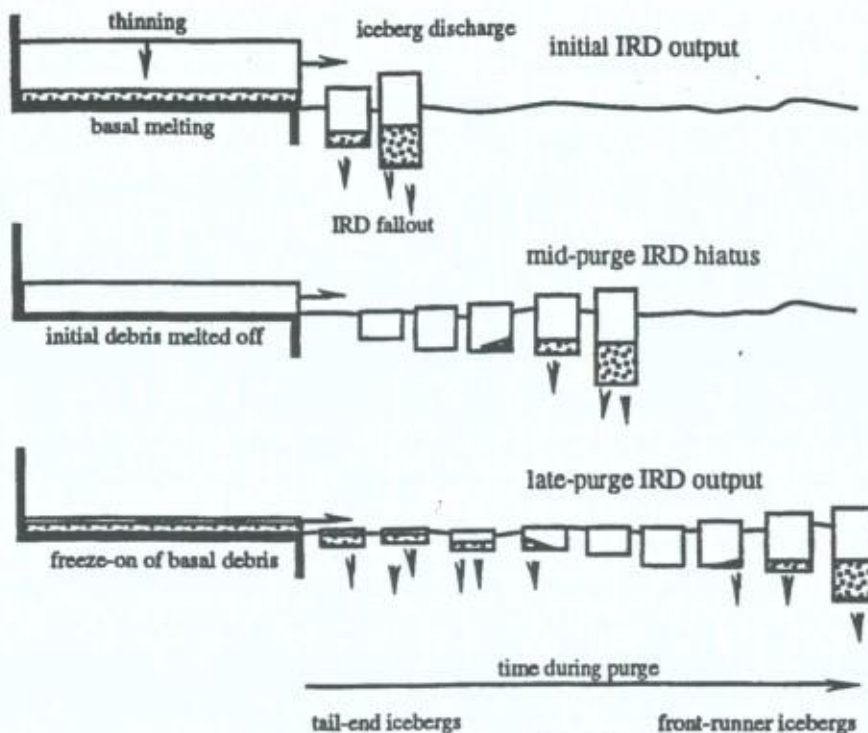 thinning
iceberg discharge
initial IRD output
basal melting
IRD fallout
mid-purge IRD hiatus
initial debris melted off
late-purge IRD output
freeze-on of basal debris
time during purge
tail-end icebergs
front-runner icebergs